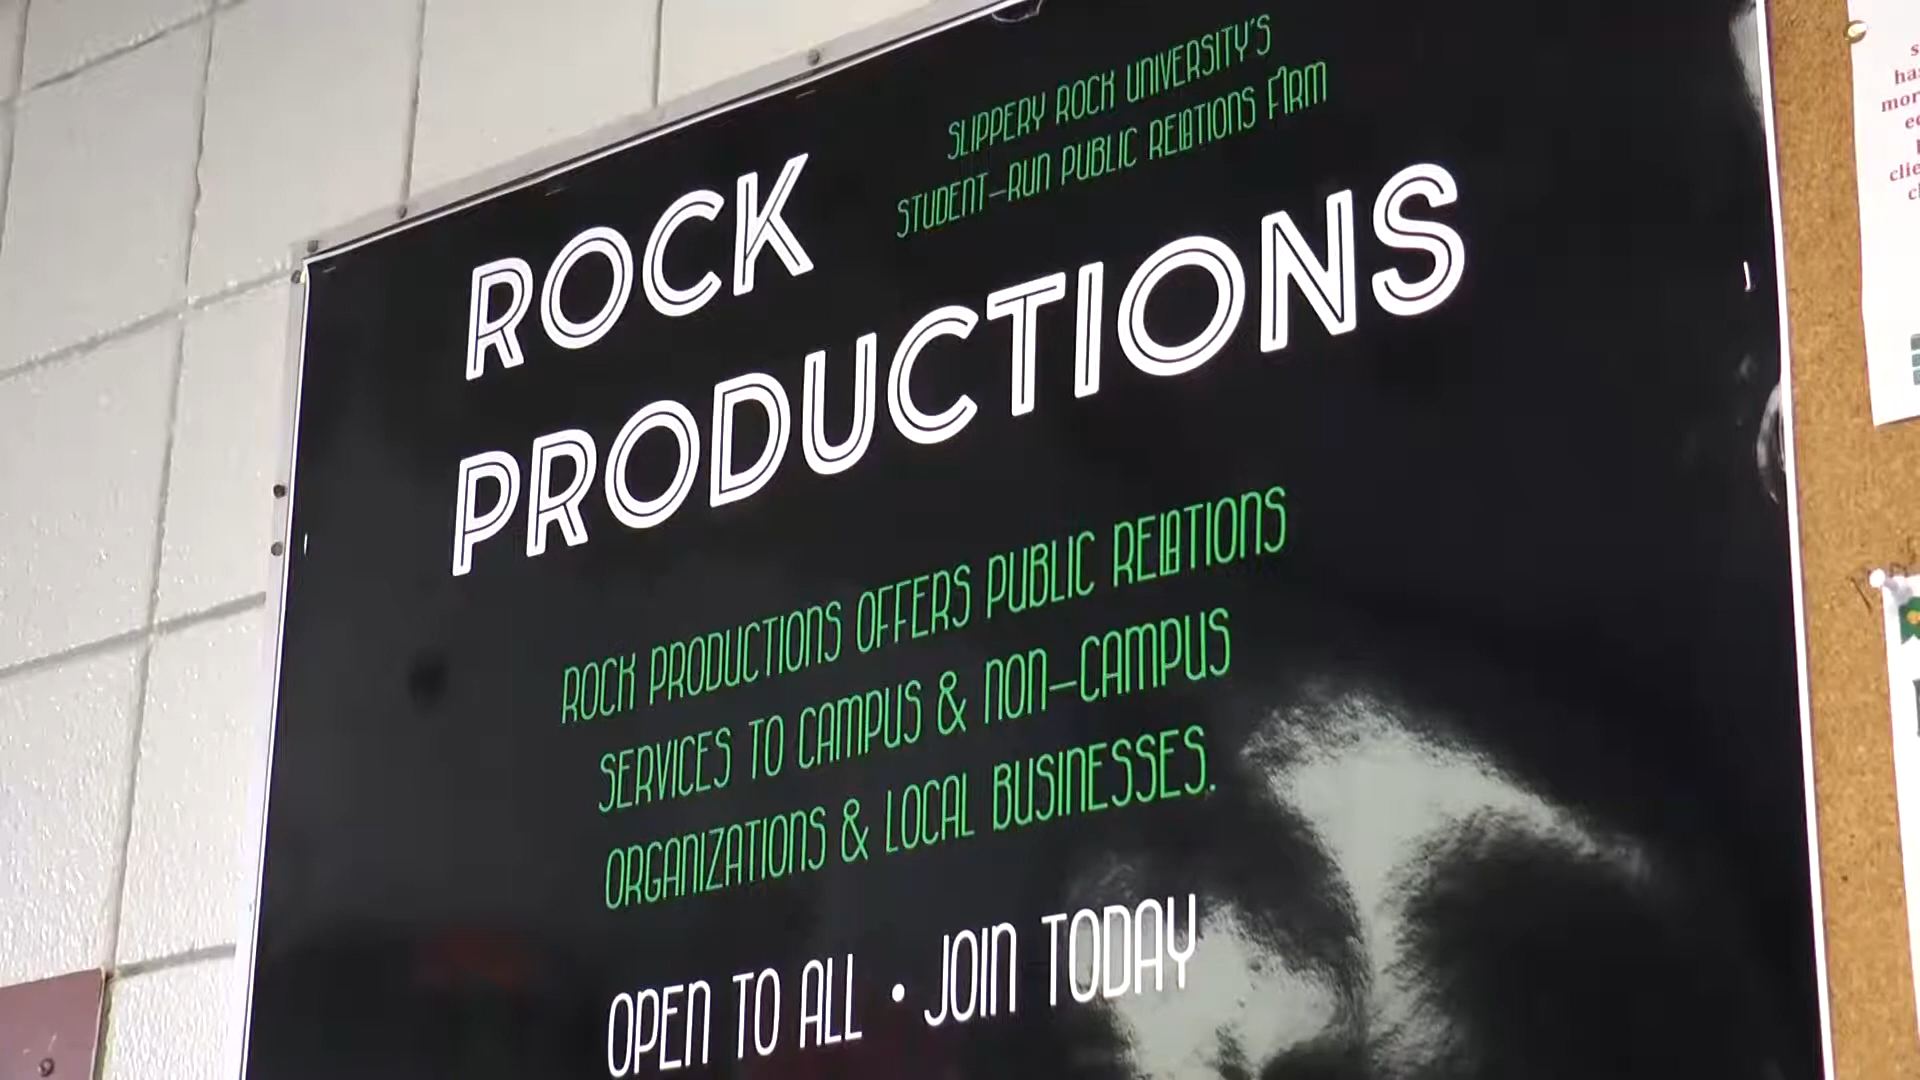 SLIPPERY ROCK UNIVERSITY'S
STUDENT-RUN PUBLIC RELATIONS FIRM
ROCK
PRODUCTIONS
ROCK PRODUCTIONS OFFERS PUBLIC RELATIONS
SERVICES TO CAMPUS & NON-CAMPUS
ORGANIZATIONS & LOCAL BUSINESSES.
OPEN TO ALL • JOIN TODAY